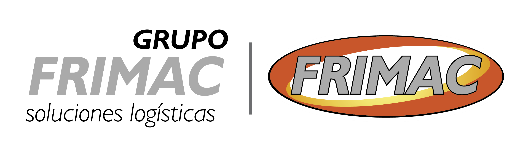 GRUPO
FRIMAC
soluciones logísticas
FRIMAC